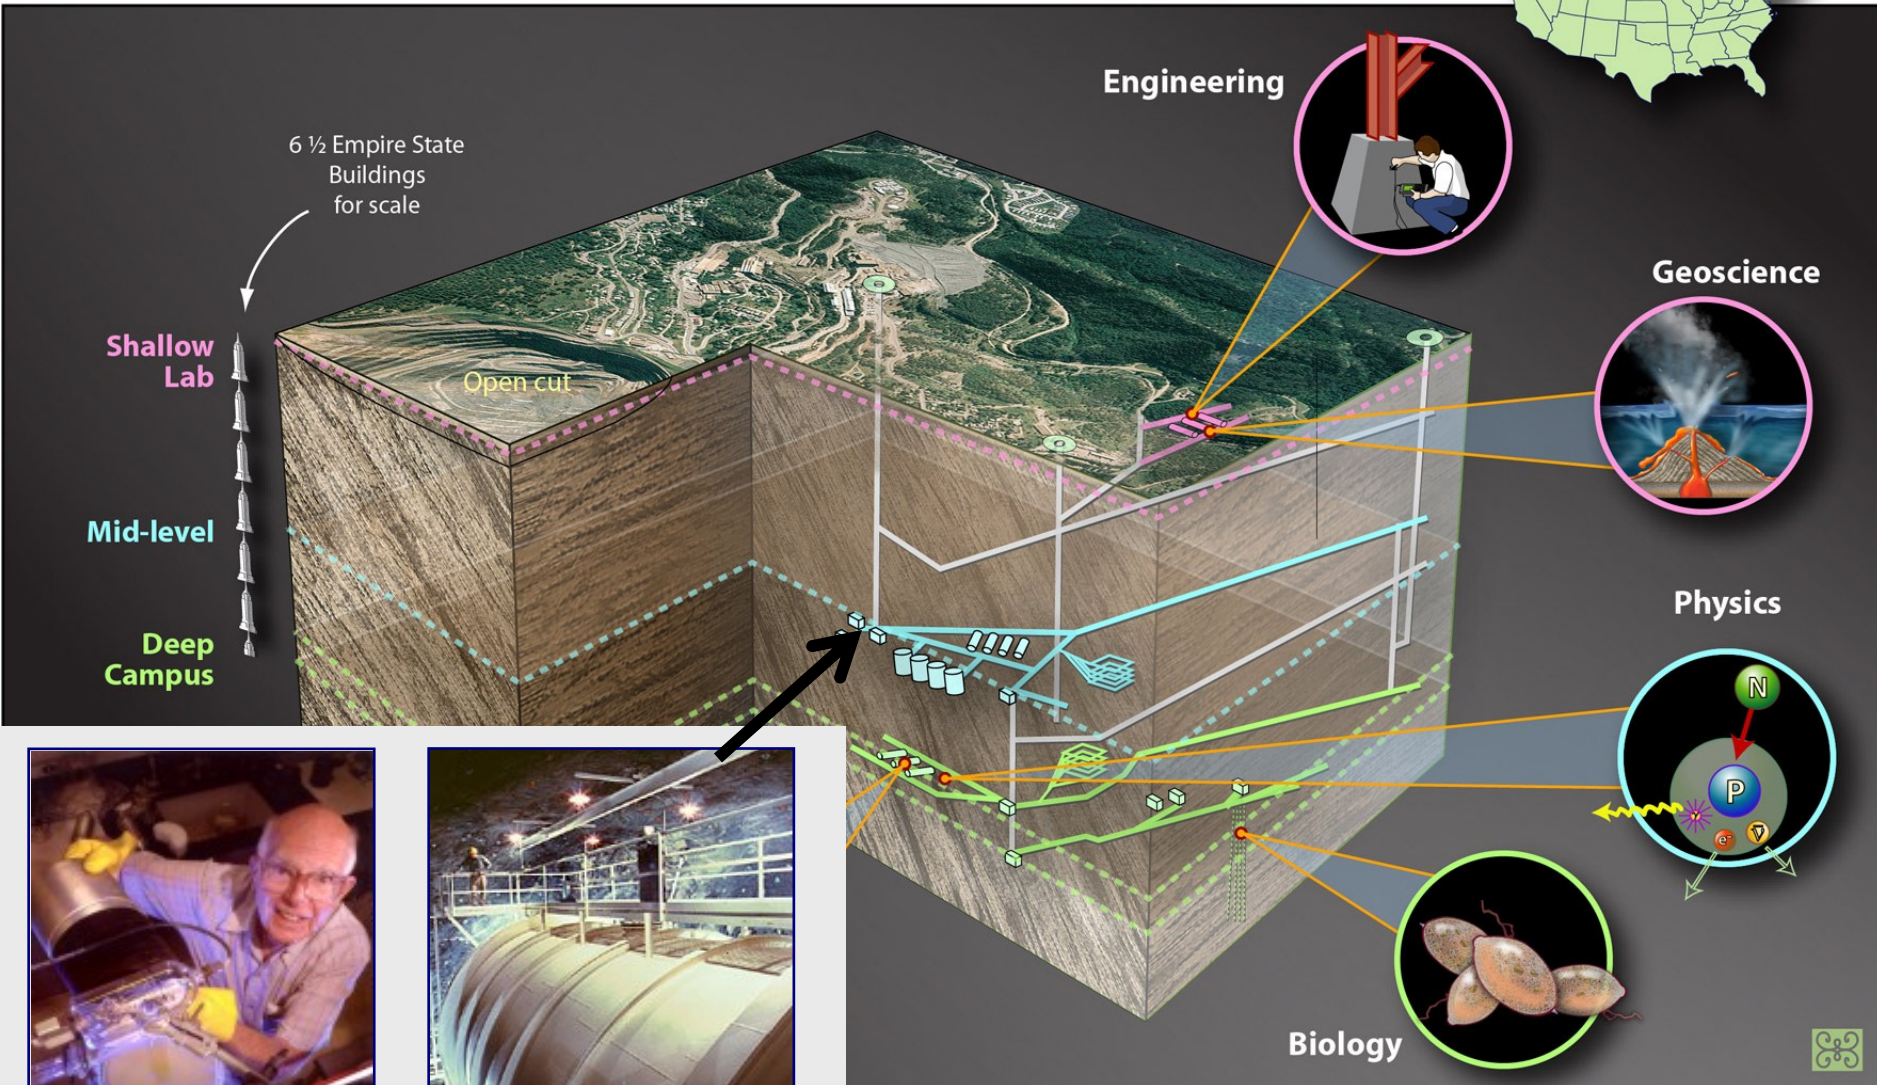 Engineering
6 ½ Empire State
Buildings
for scale
Geoscience
Shallow
Lab
Open cut
Mid-level
Physics
Deep
Campus
N
P
γ
e-
ν̅
Biology